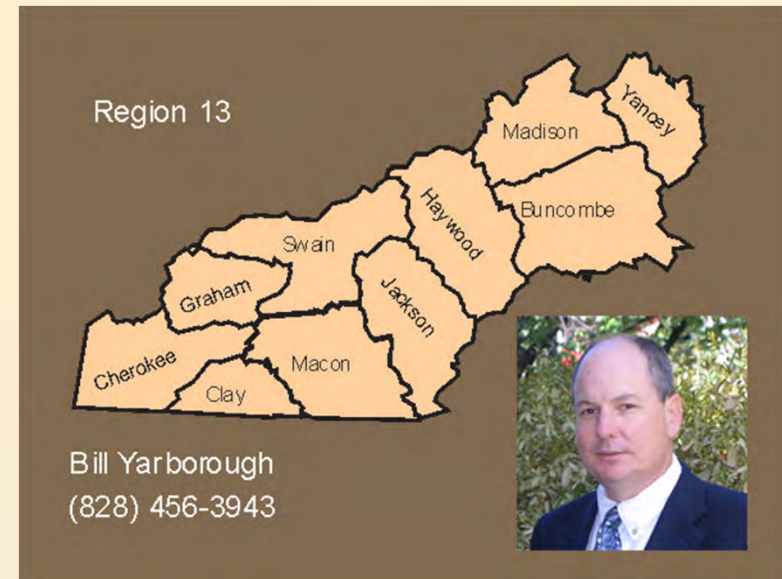 Region 13
Yancey
Madison
Haywood
Buncombe
Swain
Graham
Jackson
Cherokee
Macon
Clay
Bill Yarborough
(828) 456-3943